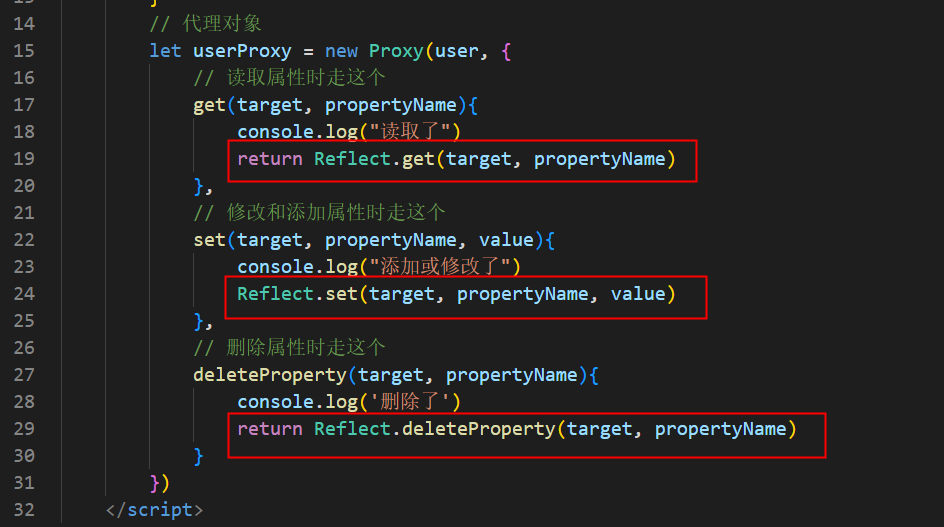 13 }
14 // 代理对象
15 let userProxy = new Proxy(user, {
16 // 读取属性时走这个
17 get(target, propertyName){
18 console.log("读取了")
19 return Reflect.get(target, propertyName)
20 },
21 // 修改和添加属性时走这个
22 set(target, propertyName, value){
23 console.log("添加或修改了")
24 Reflect.set(target, propertyName, value)
25 },
26 // 删除属性时走这个
27 deleteProperty(target, propertyName){
28 console.log('删除了')
29 return Reflect.deleteProperty(target, propertyName)
30 }
31 })
32 </script>